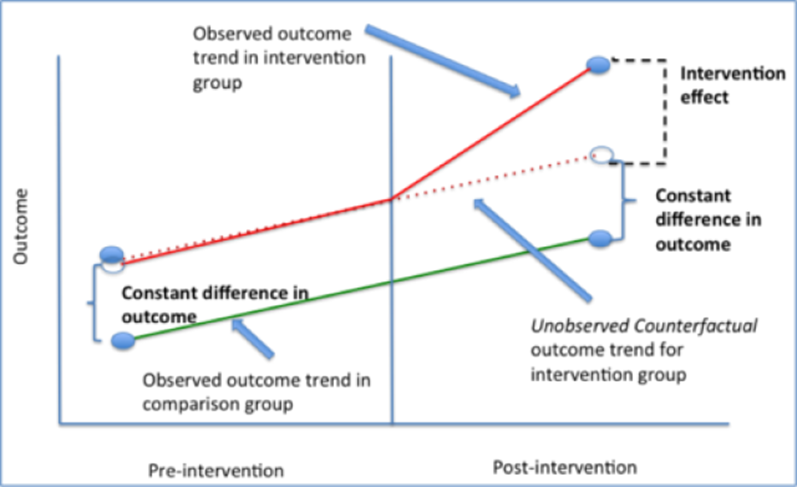 Observed outcome
trend in intervention
group
Intervention
effect
Outcome
Constant
difference in
outcome
Constant difference in
outcome
Unobserved Counterfactual
outcome trend for
intervention group
Observed outcome trend in
comparison group
Pre-intervention
Post-intervention